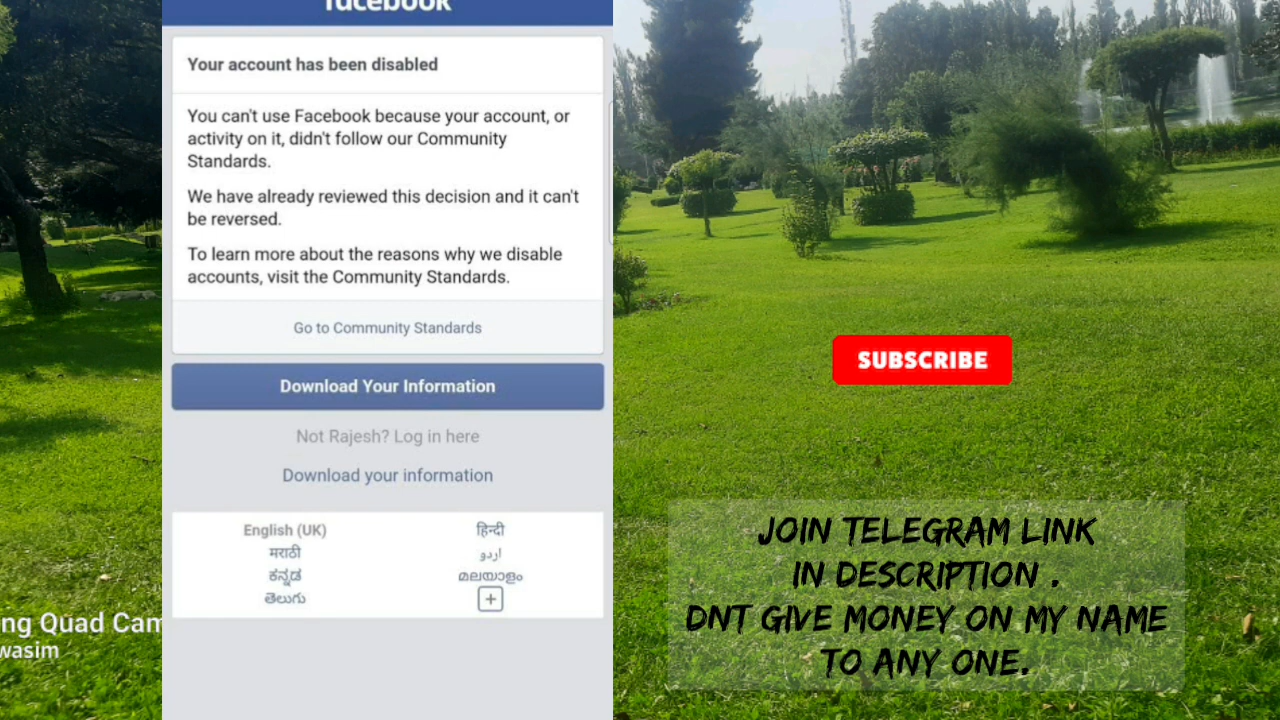 facebook
Your account has been disabled
You can't use Facebook because your account, or
activity on it, didn't follow our Community
Standards.
We have already reviewed this decision and it can't
be reversed.
To learn more about the reasons why we disable
accounts, visit the Community Standards.
Go to Community Standards
Download Your Information
Not Rajesh? Log in here
Download your information
English (UK)
हिन्दी
मराठी
اردو
ಕನ್ನಡ
മലയാളം
తెలుగు
+
SUBSCRIBE
JOIN TELEGRAM LINK
IN DESCRIPTION .
DNT GIVE MONEY ON MY NAME
TO ANY ONE.
ng Quad Cam
wasim